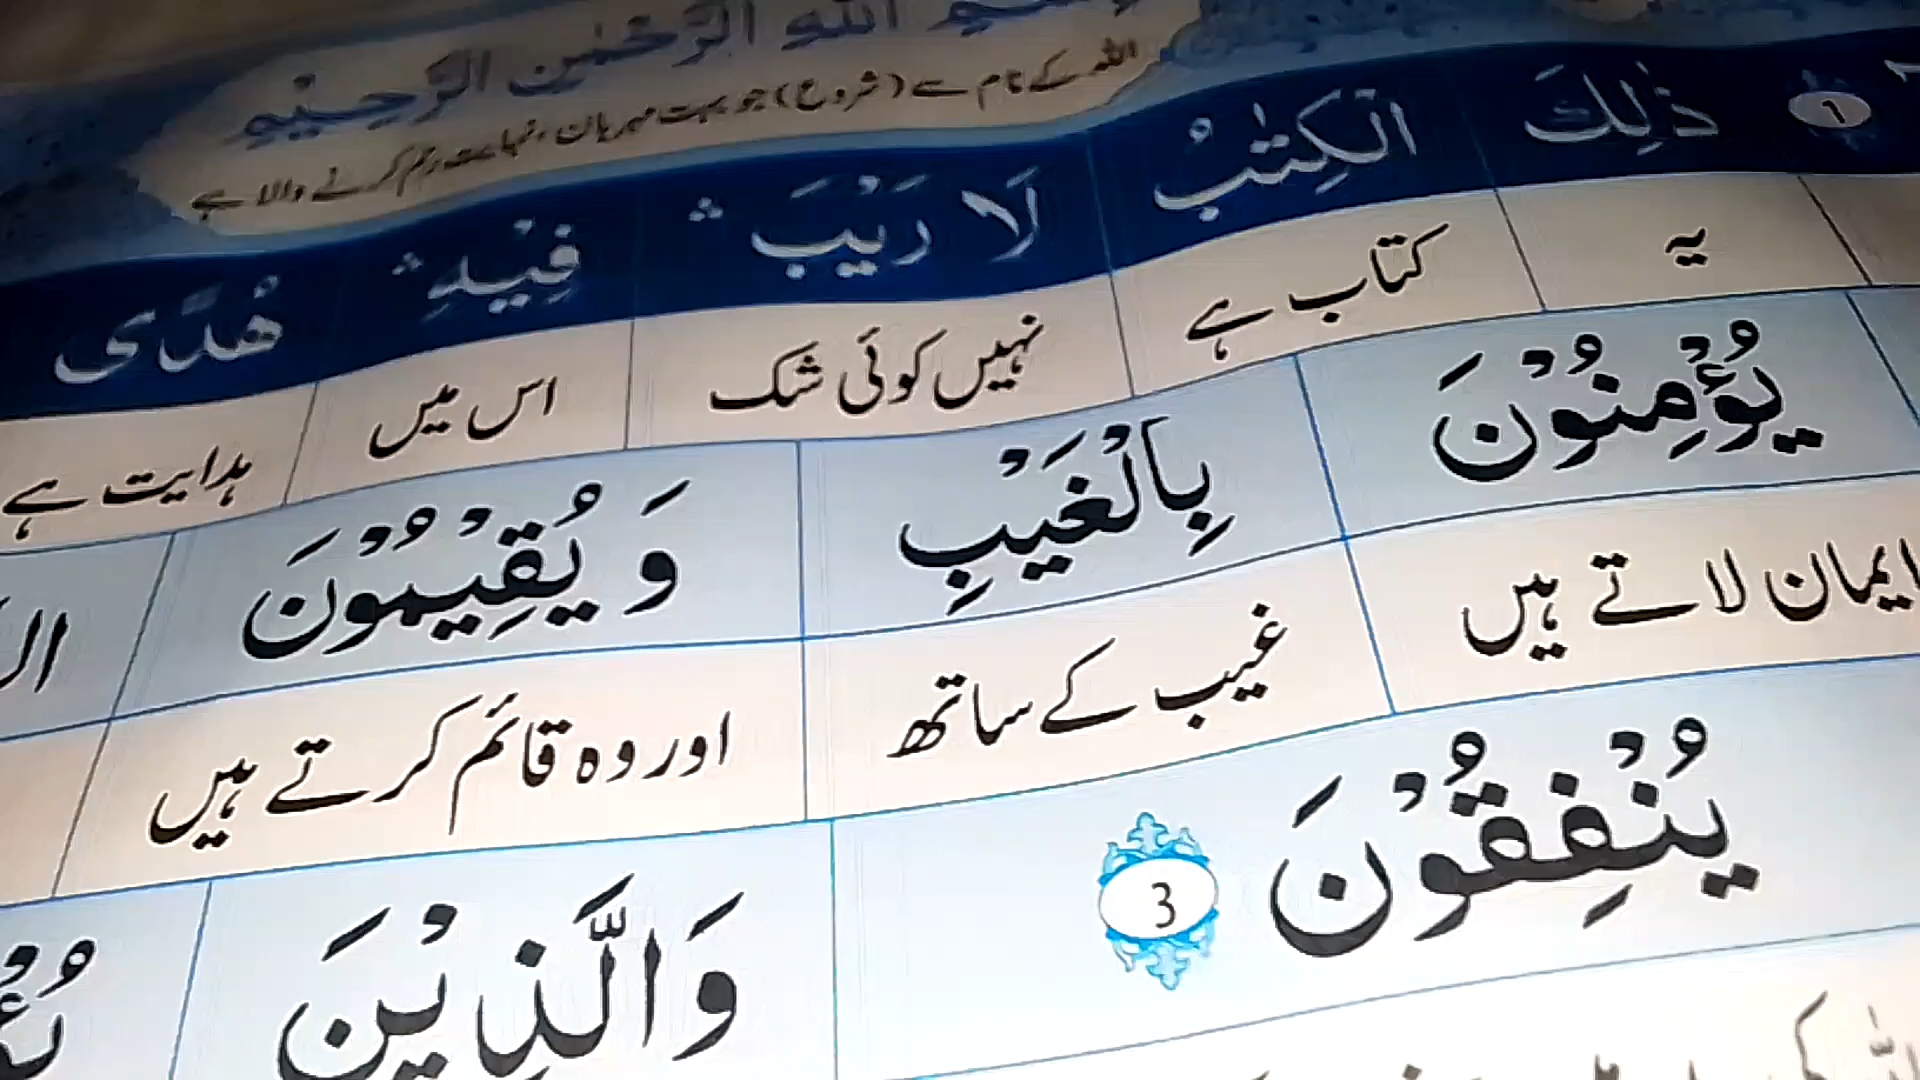 بِسْمِ اللهِ الرَّحْمٰنِ الرَّحِيْمِ
اللہ کے نام سے (شروع) جو بہت مہربان، نہایت رحم کرنے والا ہے
١ ذٰلِكَ الْكِتٰبُ لَا رَيْبَ ۛ فِيْهِ ۛ هُدًى
یہ کتاب ہے نہیں کوئی شک اس میں ہدایت ہے
يُؤْمِنُوْنَ بِالْغَيْبِ وَ يُقِيْمُوْنَ
ایمان لاتے ہیں غیب کے ساتھ اور وہ قائم کرتے ہیں
يُنْفِقُوْنَ 3 وَالَّذِيْنَ